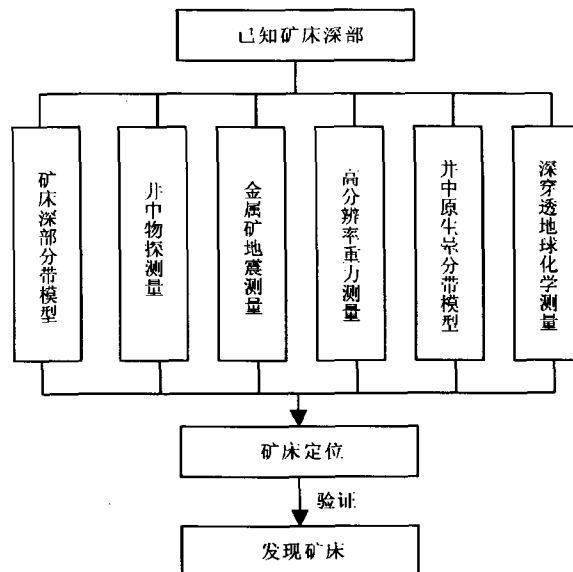 已知矿床深部
矿床深部分带模型
井中物探测量
金属矿地震测量
高分辨率重力测量
井中原生晕分带模型
深穿透地球化学测量
矿床定位
验证
发现矿床